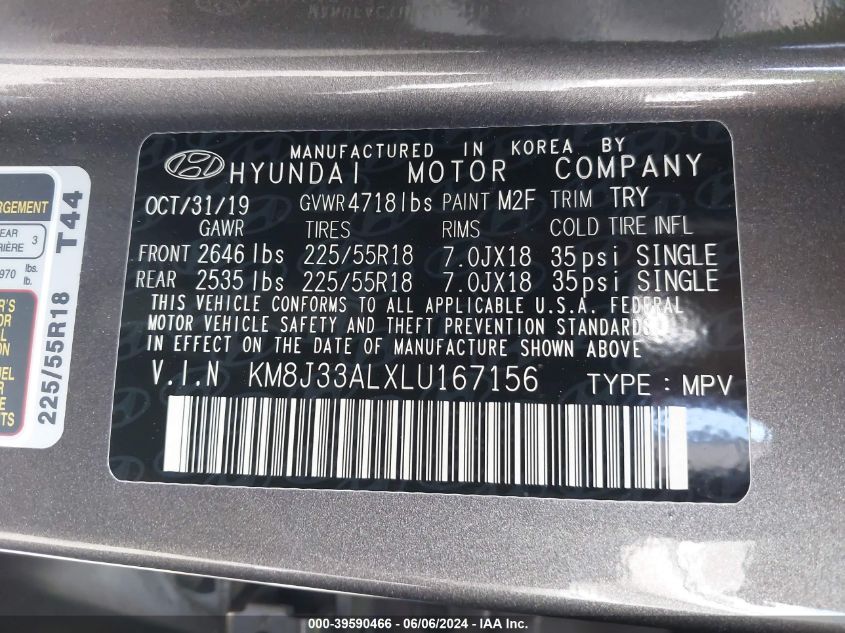 MANUFACTURED IN KOREA BY
HYUNDAI MOTOR COMPANY
OCT/31/19 GVWR 4718 lbs PAINT M2F TRIM TRY
GAWR TIRES RIMS COLD TIRE INFL
FRONT 2646 lbs 225/55R18 7.0JX18 35psi SINGLE
REAR 2535 lbs 225/55R18 7.0JX18 35psi SINGLE
THIS VEHICLE CONFORMS TO ALL APPLICABLE U.S.A. FEDERAL
MOTOR VEHICLE SAFETY AND THEFT PREVENTION STANDARDS
IN EFFECT ON THE DATE OF MANUFACTURE SHOWN ABOVE
V.I.N KM8J33ALXLU167156 TYPE : MPV
225/55R18 T44
3
970 lbs.
lb.
000-39590466 - 06/06/2024 - IAA Inc.